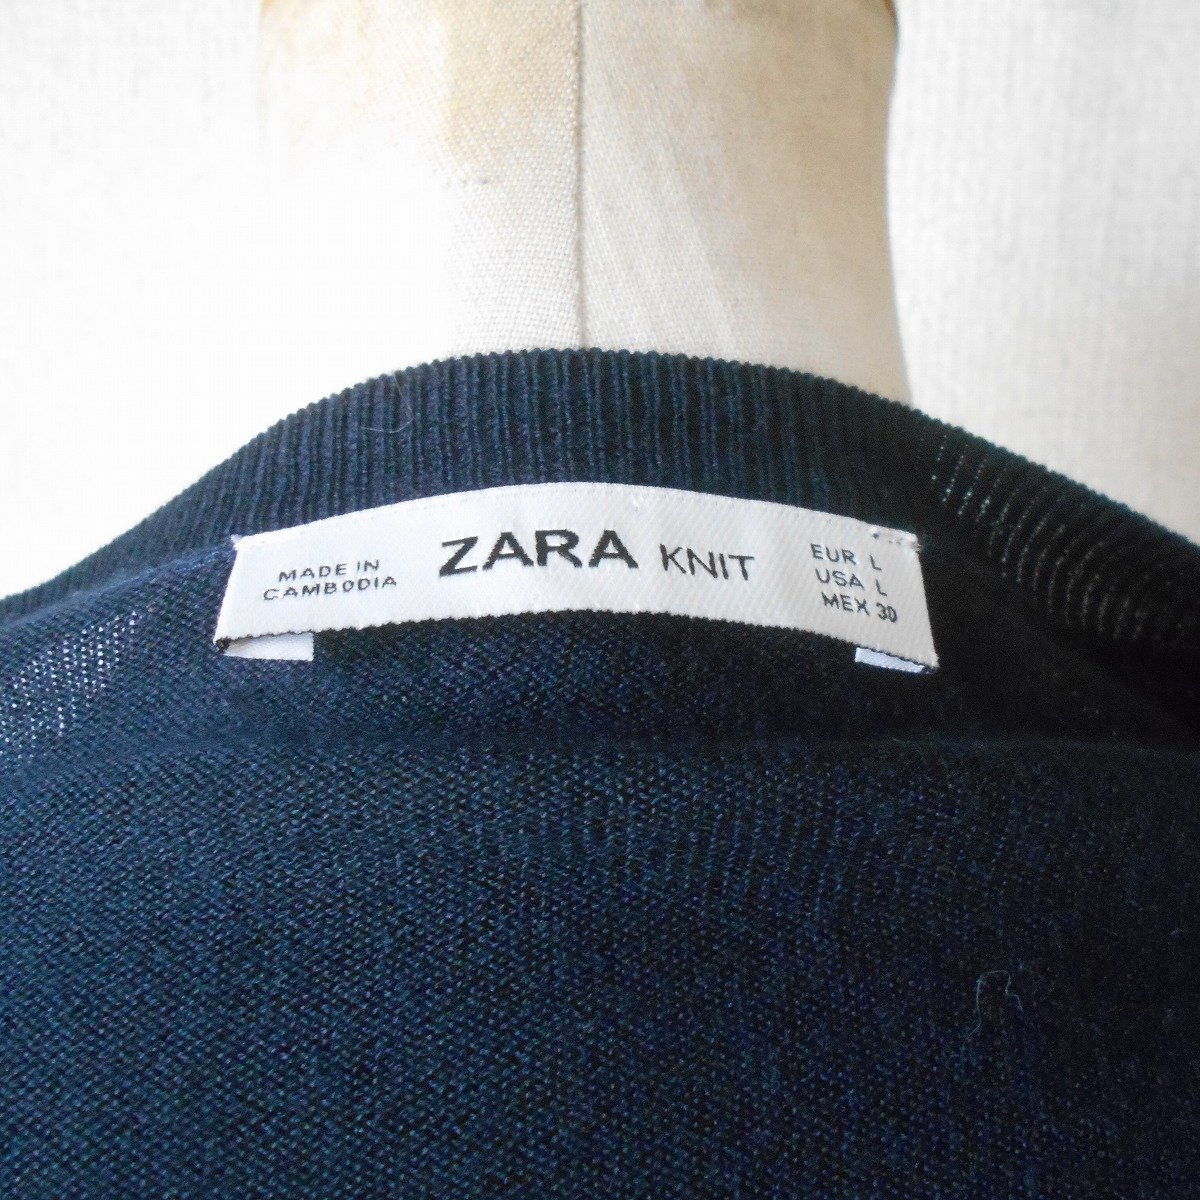 MADE IN
CAMBODIA
ZARA KNIT
EUR L
USA L
MEX 30